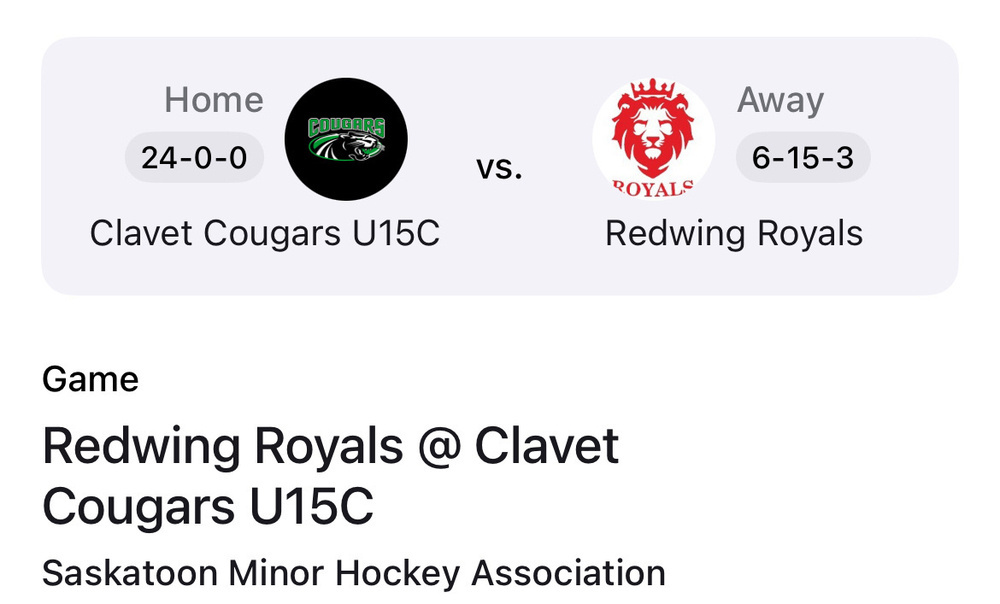 Home
24-0-0
COUGARS
Clavet Cougars U15C
vs.
ROYALS
Away
6-15-3
Redwing Royals
Game
Redwing Royals @ Clavet
Cougars U15C
Saskatoon Minor Hockey Association